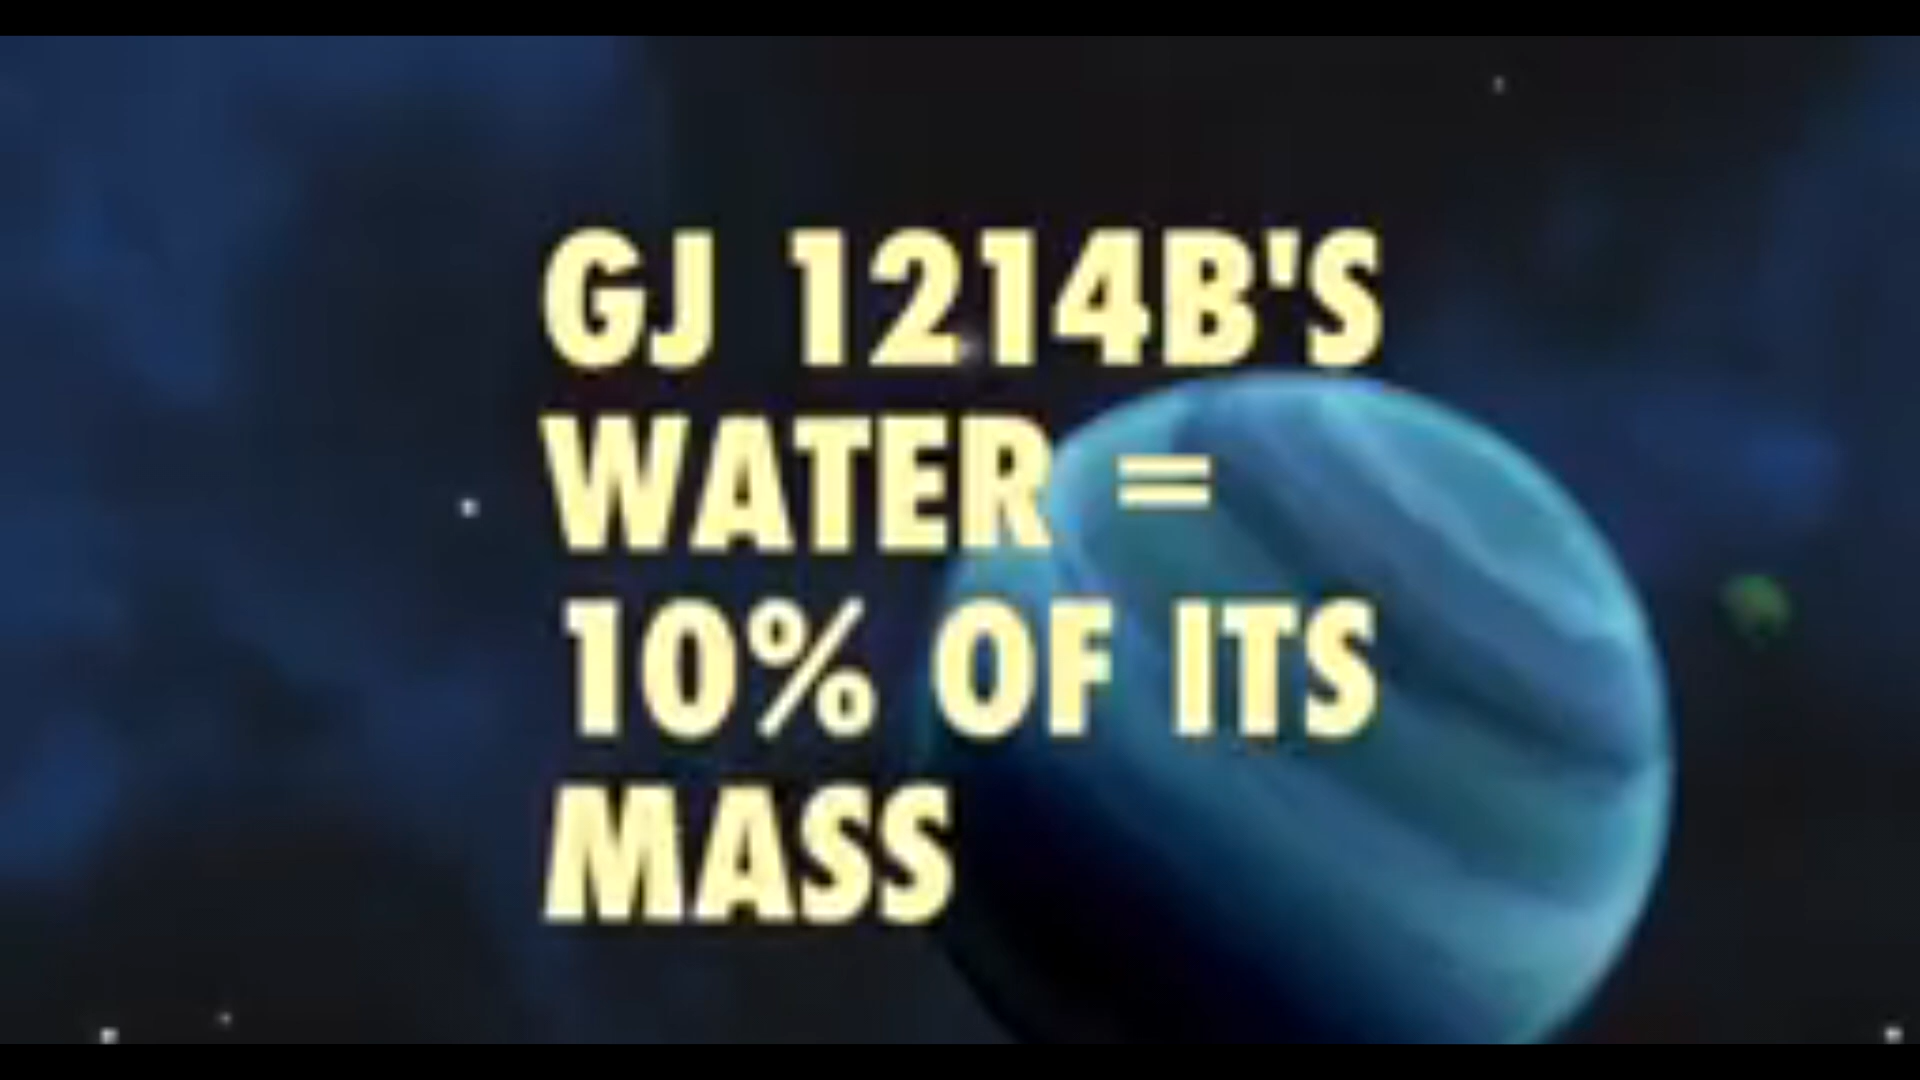 GJ 1214B'S
WATER =
10% OF ITS
MASS